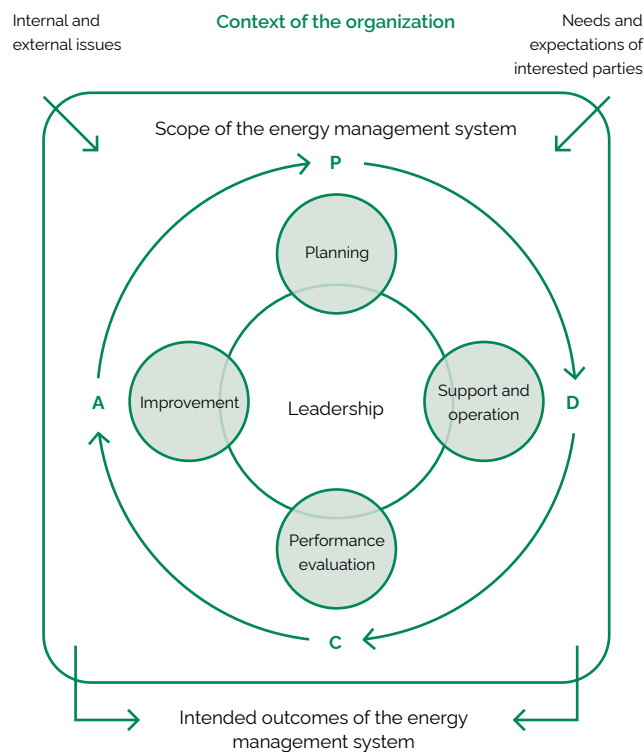 Internal and
external issues
Context of the organization
Needs and
expectations of
interested parties
Scope of the energy management system
P
Planning
A
Improvement
Leadership
Support and
operation
D
Performance
evaluation
C
Intended outcomes of the energy
management system